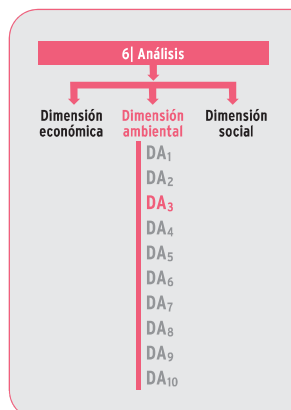 6| Análisis
Dimensión económica
Dimensión ambiental
Dimensión social
DA1
DA2
DA3
DA4
DA5
DA6
DA7
DA8
DA9
DA10